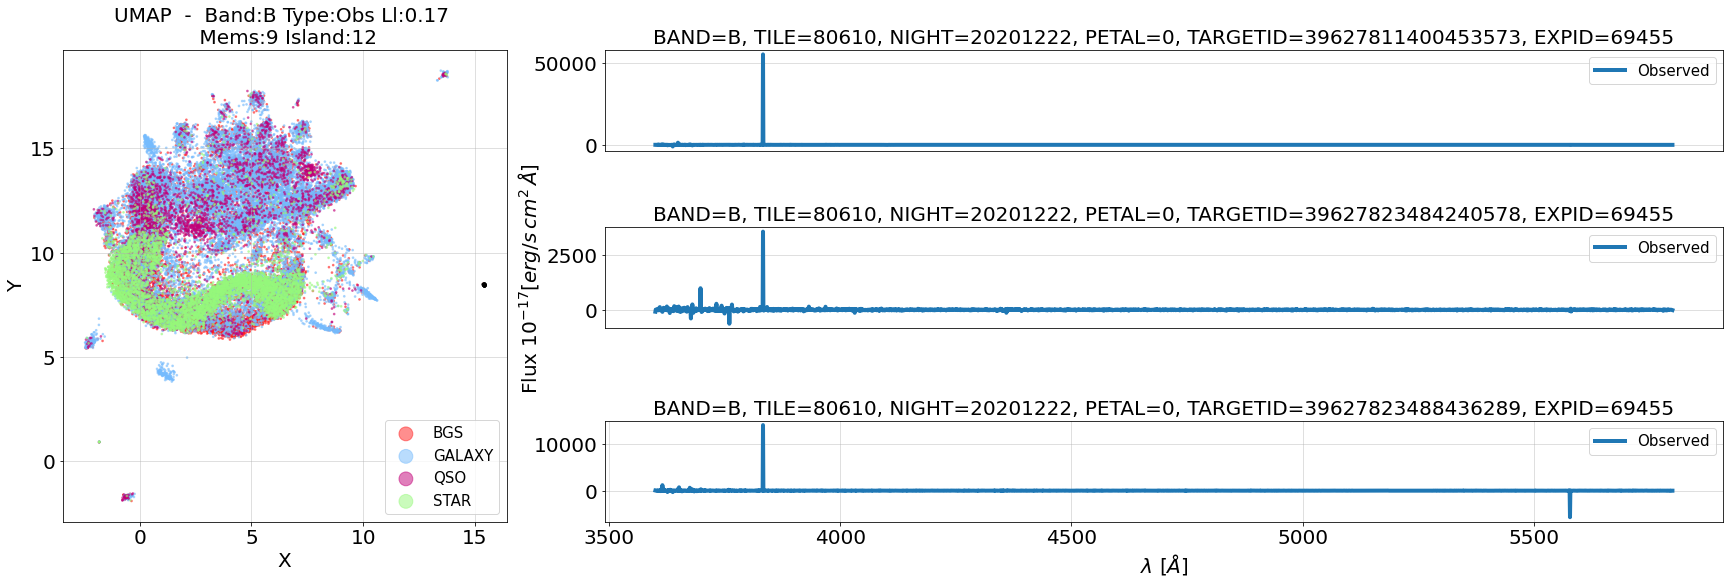 UMAP  -  Band:B Type:Obs Ll:0.17
Mems:9 Island:12
Y
15
10
5
0
0
5
10
15
X
BGS
GALAXY
QSO
STAR
Flux 10^{-17}[erg/s cm^2 Å]
BAND=B, TILE=80610, NIGHT=20201222, PETAL=0, TARGETID=39627811400453573, EXPID=69455
50000
0
Observed
BAND=B, TILE=80610, NIGHT=20201222, PETAL=0, TARGETID=39627823484240578, EXPID=69455
2500
0
Observed
BAND=B, TILE=80610, NIGHT=20201222, PETAL=0, TARGETID=39627823488436289, EXPID=69455
10000
0
Observed
3500
4000
4500
5000
5500
λ [Å]